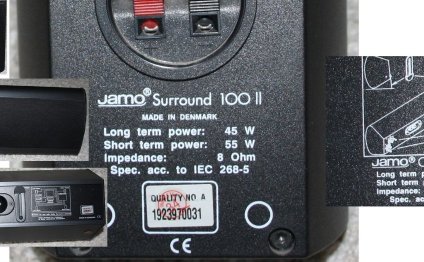 Jamo® Surround 100 II
MADE IN DENMARK
Long term power: 45 W
Short term power: 55 W
Impedance: 8 Ohm
Spec. acc. to IEC 268-5
QUALITY NO. A
1923970031
CE
Jamo®
Long term
Short term
Impedance:
Spec. ac